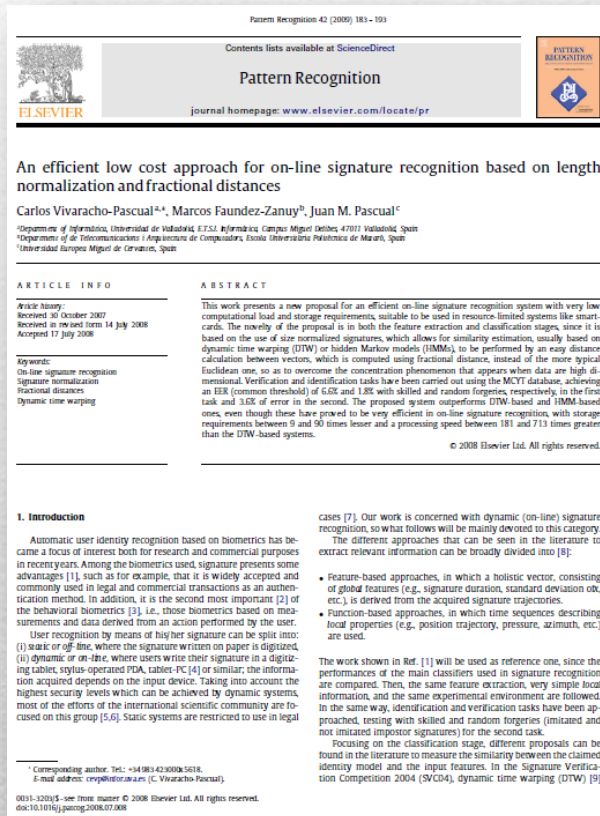 Pattern Recognition 42 (2009) 183 - 193
Contents lists available at ScienceDirect
Pattern Recognition
journal homepage: www.elsevier.com/locate/pr
ELSEVIER
PATTERN
RECOGNITION
An efficient low cost approach for on-line signature recognition based on length
normalization and fractional distances
Carlos Vivaracho-Pascual a,*, Marcos Faundez-Zanuy b, Juan M. Pascual c
a Department of Informática, Universidad de Valladolid, E.T.S.I. Informática, Campus Miguel Delibes, 47011 Valladolid, Spain
b Department of de Telecomunicacions i Arquitectura de Computadors, Escola Universitària Politècnica de Mataró, Spain
c Universidad Europea Miguel de Cervantes, Spain
ARTICLE INFO
Article history:
Received 30 October 2007
Received in revised form 14 July 2008
Accepted 17 July 2008
Keywords:
On-line signature recognition
Signature normalization
Fractional distances
Dynamic time warping
ABSTRACT
This work presents a new proposal for an efficient on-line signature recognition system with very low
computational load and storage requirements, suitable to be used in resource-limited systems like smart-
cards. The novelty of the proposal is in both the feature extraction and classification stages, since it is
based on the use of size normalized signatures, which allows for similarity estimation, usually based on
dynamic time warping (DTW) or hidden Markov models (HMMs), to be performed by an easy distance
calculation between vectors, which is computed using fractional distance, instead of the more typical
Euclidean one, so as to overcome the concentration phenomenon that appears when data are high di-
mensional. Verification and identification tasks have been carried out using the MCYT database, achieving
an EER (common threshold) of 6.6% and 1.8% with skilled and random forgeries, respectively, in the first
task and 3.6% of error in the second. The proposed system outperforms DTW-based and HMM-based
ones, even though these have proved to be very efficient in on-line signature recognition, with storage
requirements between 9 and 90 times lesser and a processing speed between 181 and 713 times greater
than the DTW-based systems.
© 2008 Elsevier Ltd. All rights reserved.
1. Introduction
Automatic user identity recognition based on biometrics has be-
came a focus of interest both for research and commercial purposes
in recent years. Among the biometrics used, signature presents some
advantages [1], such as for example, that it is widely accepted and
commonly used in legal and commercial transactions as an authen-
tication method. In addition, it is the second most important [2] of
the behavioral biometrics [3], i.e., those biometrics based on mea-
surements and data derived from an action performed by the user.
User recognition by means of his/her signature can be split into:
(i) static or off-line, where the signature written on paper is digitized,
(ii) dynamic or on-line, where users write their signature in a digitiz-
ing tablet, stylus-operated PDA, tablet-PC [4] or similar; the informa-
tion acquired depends on the input device. Taking into account the
highest security levels which can be achieved by dynamic systems,
most of the efforts of the international scientific community are fo-
cused on this group [5,6]. Static systems are restricted to use in legal
* Corresponding author. Tel.: +34 983 423000x5618.
E-mail address: cevp@infor.uva.es (C. Vivaracho-Pascual).
0031-3203/$ - see front matter © 2008 Elsevier Ltd. All rights reserved.
doi:10.1016/j.patcog.2008.07.008
cases [7]. Our work is concerned with dynamic (on-line) signature
recognition, so what follows will be mainly devoted to this category.
The different approaches that can be seen in the literature to
extract relevant information can be broadly divided into [8]:
• Feature-based approaches, in which a holistic vector, consisting
of global features (e.g., signature duration, standard deviation
etc.), is derived from the acquired signature trajectories.
• Function-based approaches, in which time sequences describing
local properties (e.g., position trajectory, pressure, azimuth, etc.)
are used.
The work shown in Ref. [1] will be used as reference one, since the
performances of the main classifiers used in signature recognition
are compared. Then, the same feature extraction, very simple local
information, and the same experimental environment are followed.
In the same way, identification and verification tasks have been ap-
proached, testing with skilled and random forgeries (imitated and
not imitated impostor signatures) for the second task.
Focusing on the classification stage, different proposals can be
found in the literature to measure the similarity between the claimed
identity model and the input features. In the Signature Verifica-
tion Competition 2004 (SVC04), dynamic time warping (DTW) [9]